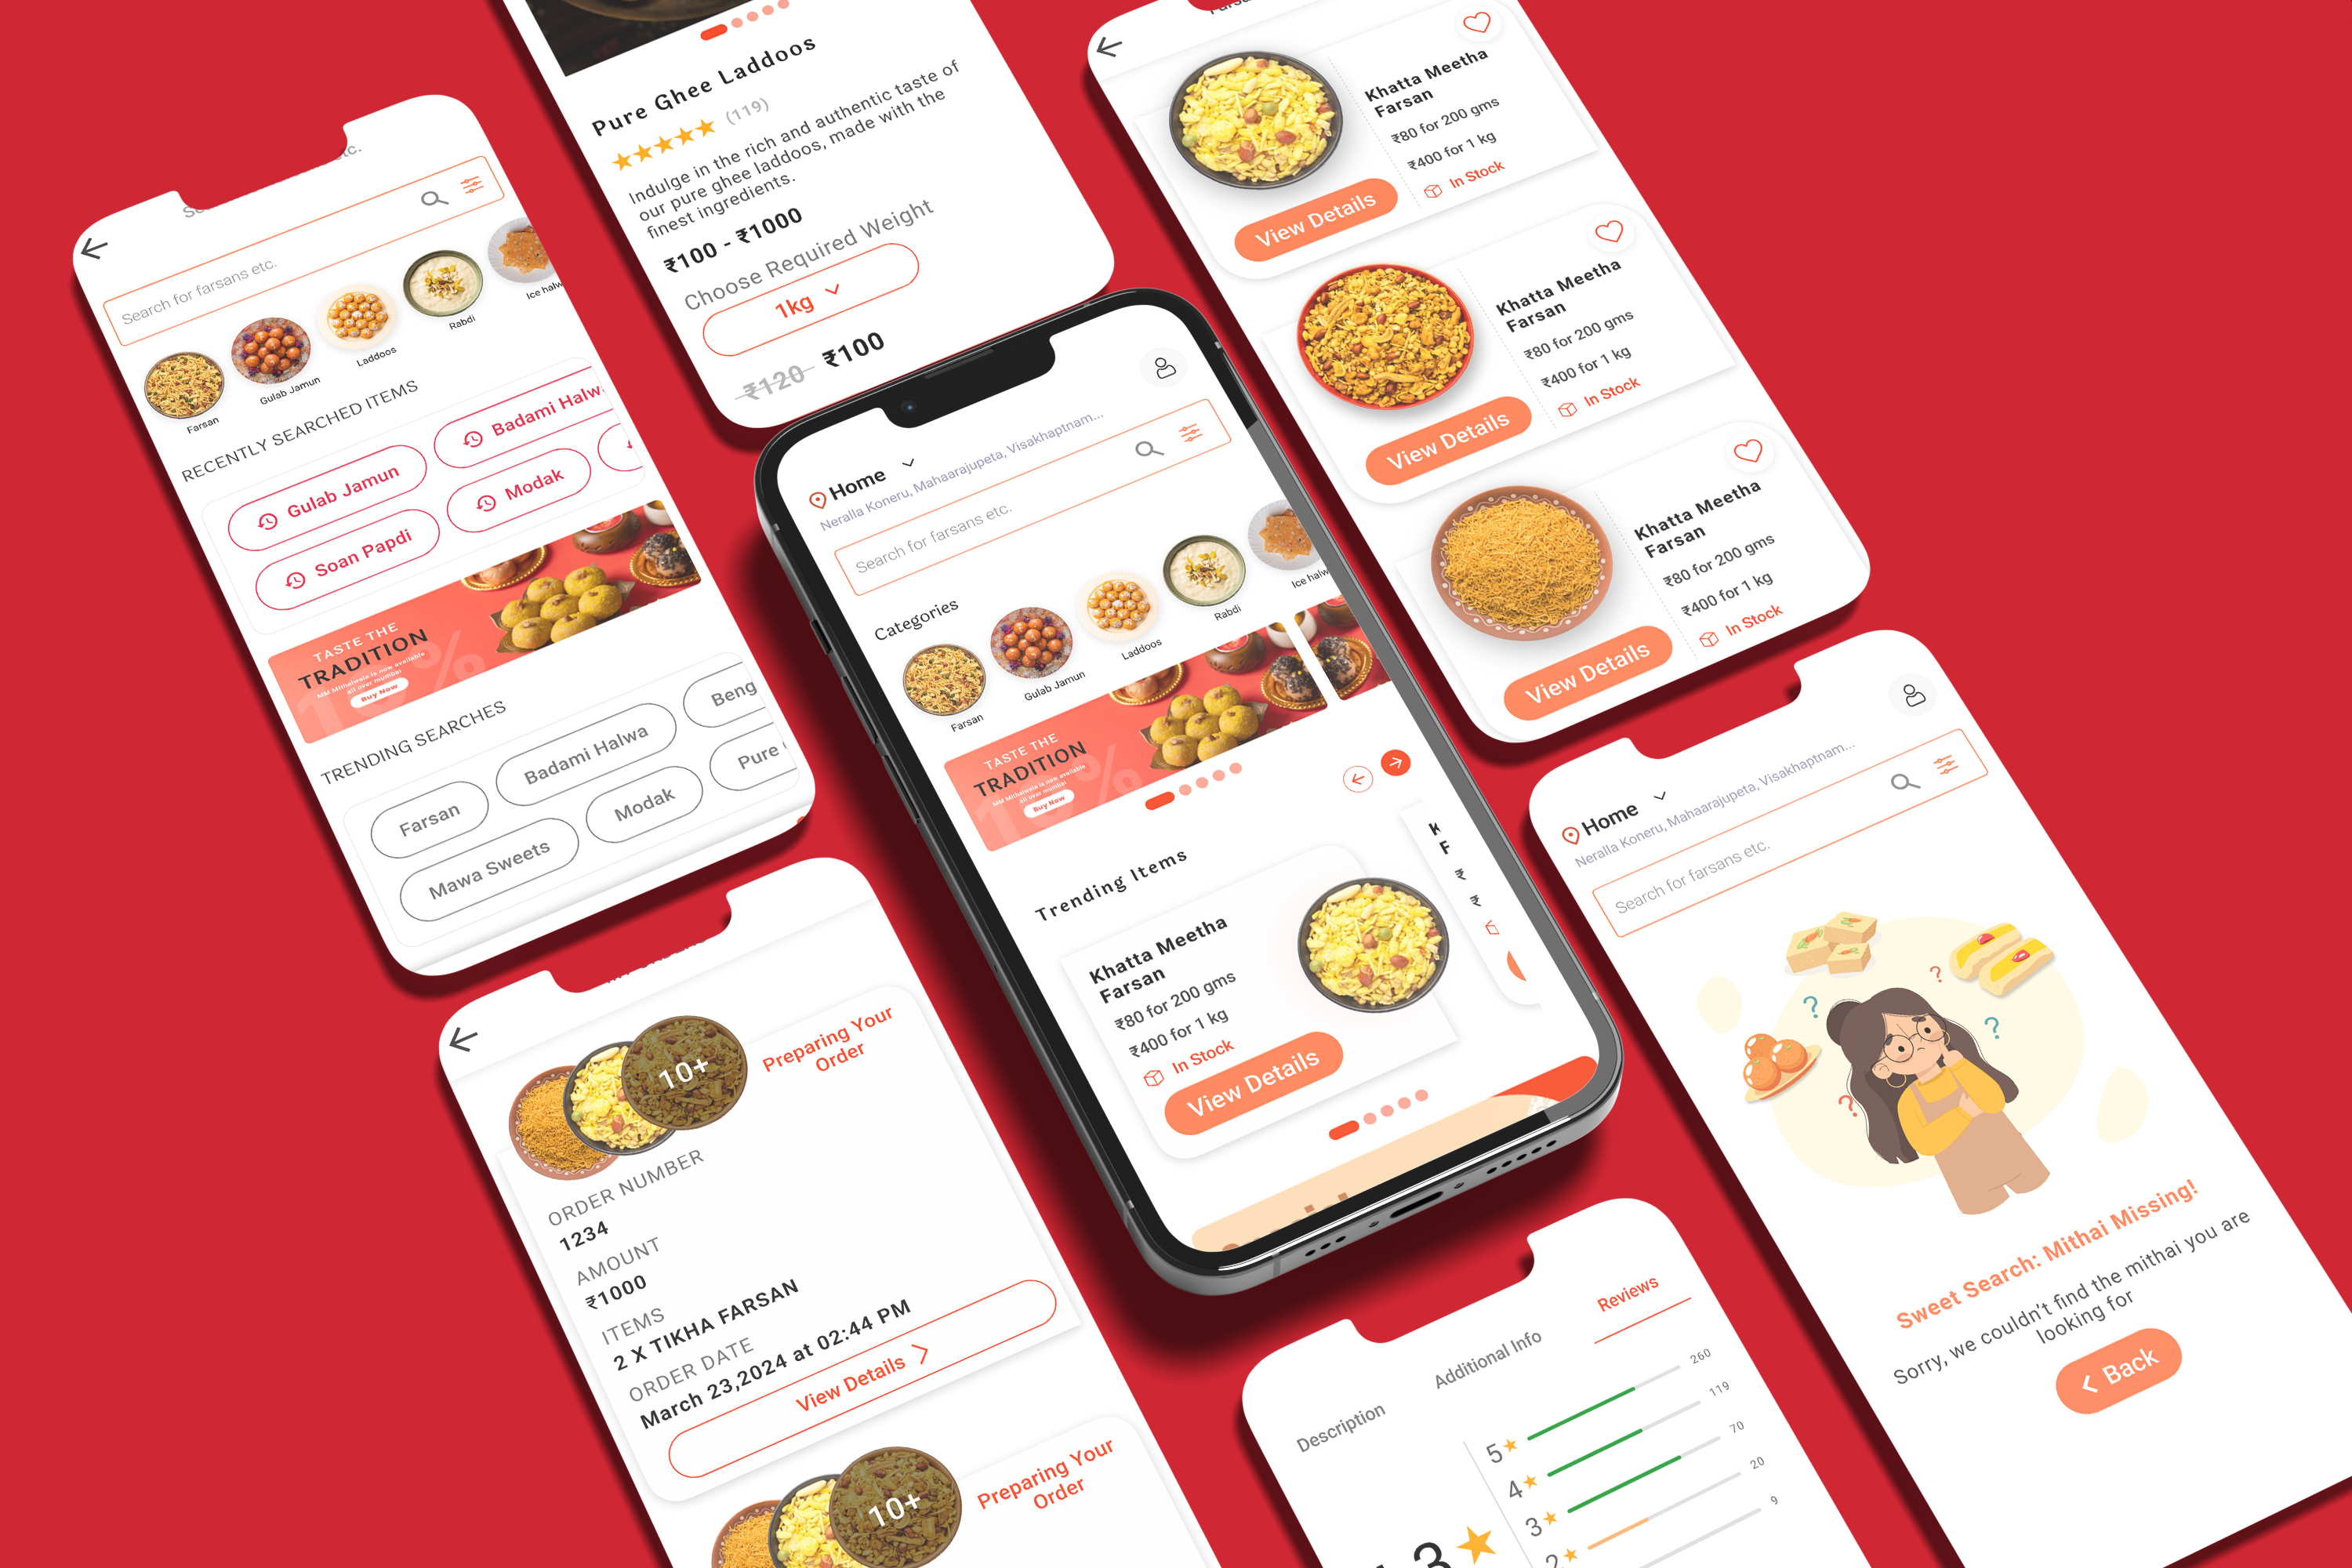 Search for farsans etc.
Farsan
Gulab Jamun
Laddoos
Rabdi
RECENTLY SEARCHED ITEMS
Gulab Jamun
Badami Halwa
Soan Papdi
Modak
TASTE THE
TRADITION
MM Mithaiwala is now available
all over mumbai
Buy Now
TRENDING SEARCHES
Farsan
Badami Halwa
Beng
Mawa Sweets
Modak
Pure
Pure Ghee Laddoos
(119)
Indulge in the rich and authentic taste of
our pure ghee laddoos, made with the
finest ingredients.
₹100 - ₹1000
Choose Required Weight
1kg
₹120 ₹100
Khatta Meetha
Farsan
₹80 for 200 gms
₹400 for 1 kg
In Stock
View Details
Khatta Meetha
Farsan
₹80 for 200 gms
₹400 for 1 kg
In Stock
View Details
Khatta Meetha
Farsan
₹80 for 200 gms
₹400 for 1 kg
In Stock
View Details
Home
Neralla Koneru, Mahaarajupeta, Visakhaptnam...
Search for farsans etc.
Categories
Farsan
Gulab Jamun
Laddoos
Rabdi
TASTE THE
TRADITION
MM Mithaiwala is now available
all over mumbai
Buy Now
Trending Items
Khatta Meetha
Farsan
₹80 for 200 gms
₹400 for 1 kg
In Stock
View Details
10+
Preparing Your
Order
ORDER NUMBER
1234
AMOUNT
₹1000
ITEMS
2 X TIKHA FARSAN
ORDER DATE
March 23,2024 at 02:44 PM
View Details
10+
Preparing Your
Order
Description
Additional Info
Reviews
5 260
4 119
3 70
2 20
9
Home
Neralla Koneru, Mahaarajupeta, Visakhaptnam...
Search for farsans etc.
Sweet Search: Mithai Missing!
Sorry, we couldn't find the mithai you are
looking for
Back